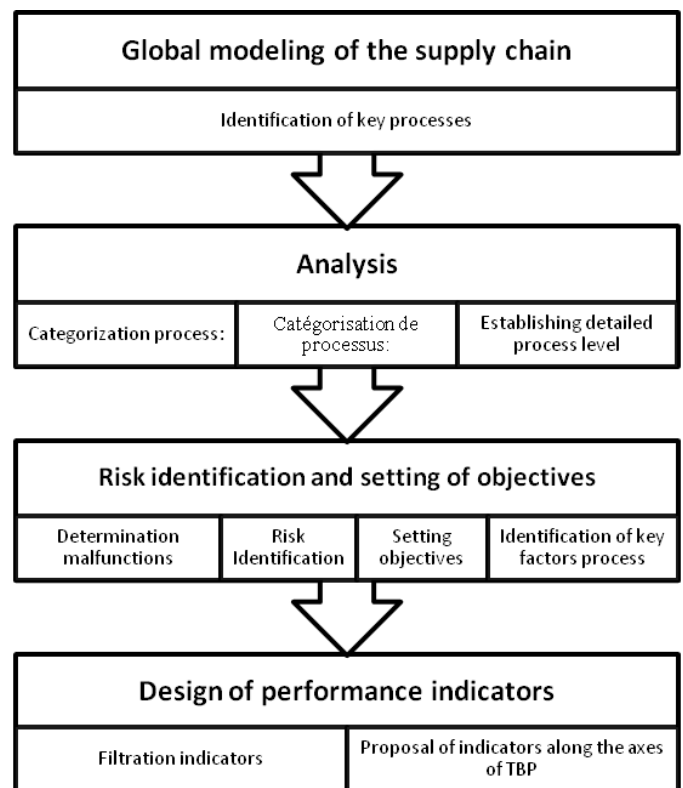 Global modeling of the supply chain
Identification of key processes
Analysis
Categorization process:
Catégorisation de
processus:
Establishing detailed
process level
Risk identification and setting of objectives
Determination
malfunctions
Risk
Identification
Setting
objectives
Identification of key
factors process
Design of performance indicators
Filtration indicators
Proposal of indicators along the axes
of TBP